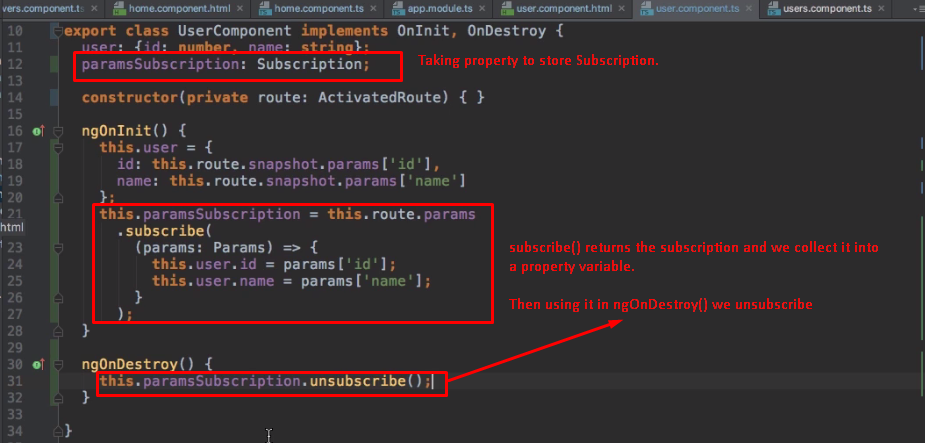 vers.component.ts × home.component.html × home.component.ts × app.module.ts × user.component.html × user.component.ts × users.component.ts ×
10 export class UserComponent implements OnInit, OnDestroy {
11 user: {id: number, name: string};
12 paramsSubscription: Subscription; Taking property to store Subscription.
13
14 constructor(private route: ActivatedRoute) { }
15
16 ngOnInit() {
17 this.user = {
18 id: this.route.snapshot.params['id'],
19 name: this.route.snapshot.params['name']
20 };
21 this.paramsSubscription = this.route.params
html .subscribe(
23 (params: Params) => {
24 this.user.id = params['id'];
25 this.user.name = params['name'];
26 }
27 );
28 }
29
30 ngOnDestroy() {
31 this.paramsSubscription.unsubscribe();
32 }
33
34 }
subscribe() returns the subscription and we collect it into
a property variable.
Then using it in ngOnDestroy() we unsubscribe